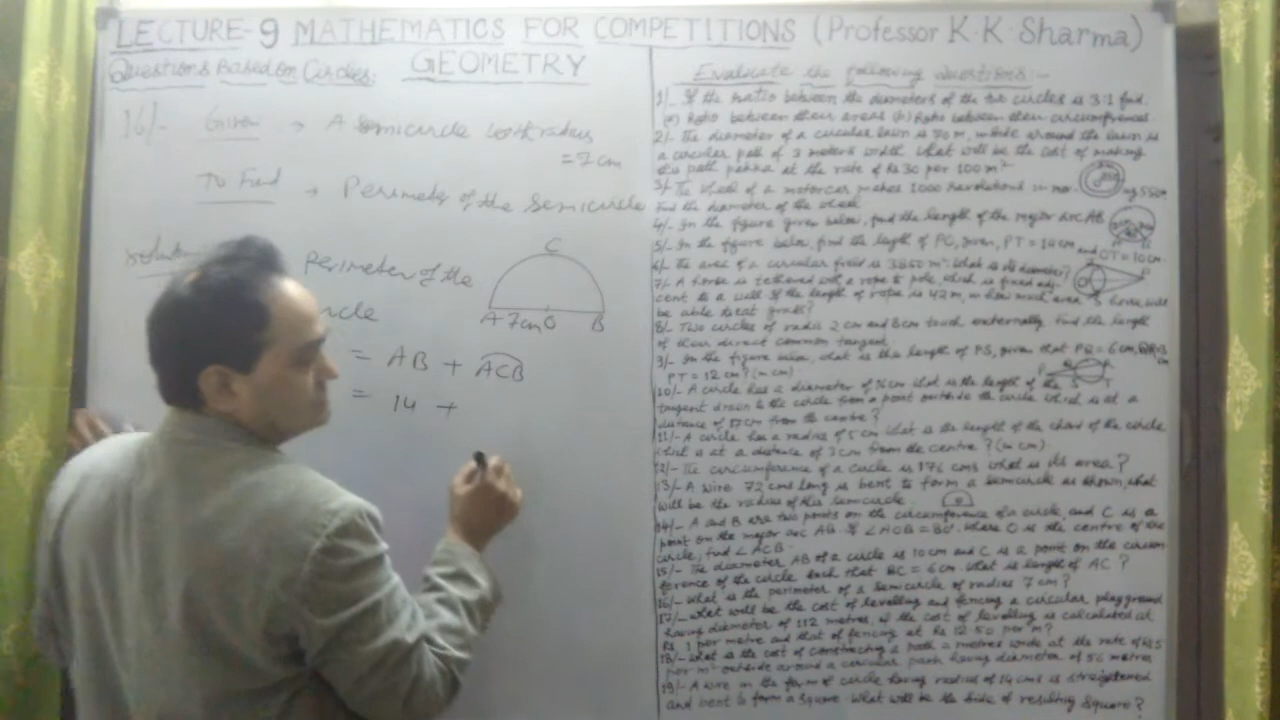 LECTURE-9 MATHEMATICS FOR COMPETITIONS (Professor K.K. Sharma)
Questions Based on Circles: GEOMETRY
16/- Given → A Semicircle with radius
= 7 cm
To Find → Perimeter of the Semicircle
Perimeter of the
C
A 7cm O B
= AB + ACB
= 14 +
Evaluate the following questions:-
1/- If the ratio between the diameters of the two circles is 3:1 find
(a) Ratio between their areas (b) Ratio between their circumferences
2/- The diameter of a circular lawn is 70 m, around the lawn is
a circular path of 3 meters width. What will be the cost of making
this path pakka at the rate of Rs 30 per 100 m²
3/- The wheel of a motorcar makes 1000 revolutions in
Find the diameter of the wheel
4/- In the figure given below, find the length of the major arc AB
5/- In the figure below, find the length of PC, given, PT = 14 cm and OT = 10 cm.
6/- The area of a circular field is 3850 m². What is its diameter?
7/- A horse is tethered with a rope to pole, which is fixed adj-
cent to a wall. If the length of rope is 42 m, in how much area horse will
be able to eat grass?
8/- Two circles of radii 2 cm and 8 cm touch externally. Find the length
of their direct common tangent
9/- In the figure what is the length of PS, given that PQ = 6 cm,
PT = 12 cm? (in cm)
10/- A circle has a diameter of 16 cm. What is the length of the
tangent drawn to the circle from a point outside the circle which is at a
distance of 17 cm from the centre?
11/- A circle has a radius of 5 cm what is the length of the chord of the circle
which is at a distance of 3 cm from the centre? (in cm)
12/- The circumference of a circle is 176 cms what is its area?
13/- A wire 72 cms long is bent to form a semicircle as shown, what
will be the radius of this semicircle
14/- A and B are two points on the circumference of a circle, and C is a
point on the major arc AB. If ∠AOB = 80°. Where O is the centre of the
circle, find ∠ACB.
15/- The diameter AB of a circle is 10 cm and C is a point on the circum
ference of the circle such that BC = 6 cm. What is length of AC?
16/- What is the perimeter of a semicircle of radius 7 cm?
17/- What will be the cost of levelling and fencing a circular playground
having diameter of 112 metres, if the cost of levelling is calculated at
Rs 1 per metre and that of fencing at Rs 12.50 per m?
18/- What is the cost of constructing a path 2 metres wide at the rate of Rs 5
per m² outside around a circular park having diameter of 56 metres
19/- A wire in the form of circle having radius of 14 cms is straightened
and bent to form a square. What will be the side of resulting square?